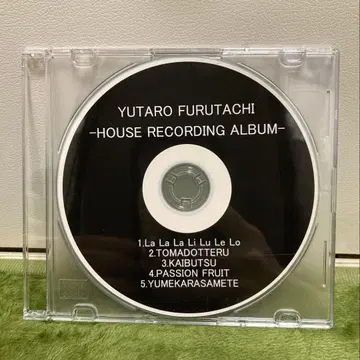 YUTARO FURUTACHI
-HOUSE RECORDING ALBUM-
1.La La La Li Lu Le Lo
2.TOMADOTTERU
3.KAIBUTSU
4.PASSION FRUIT
5.YUMEKARASAMETE